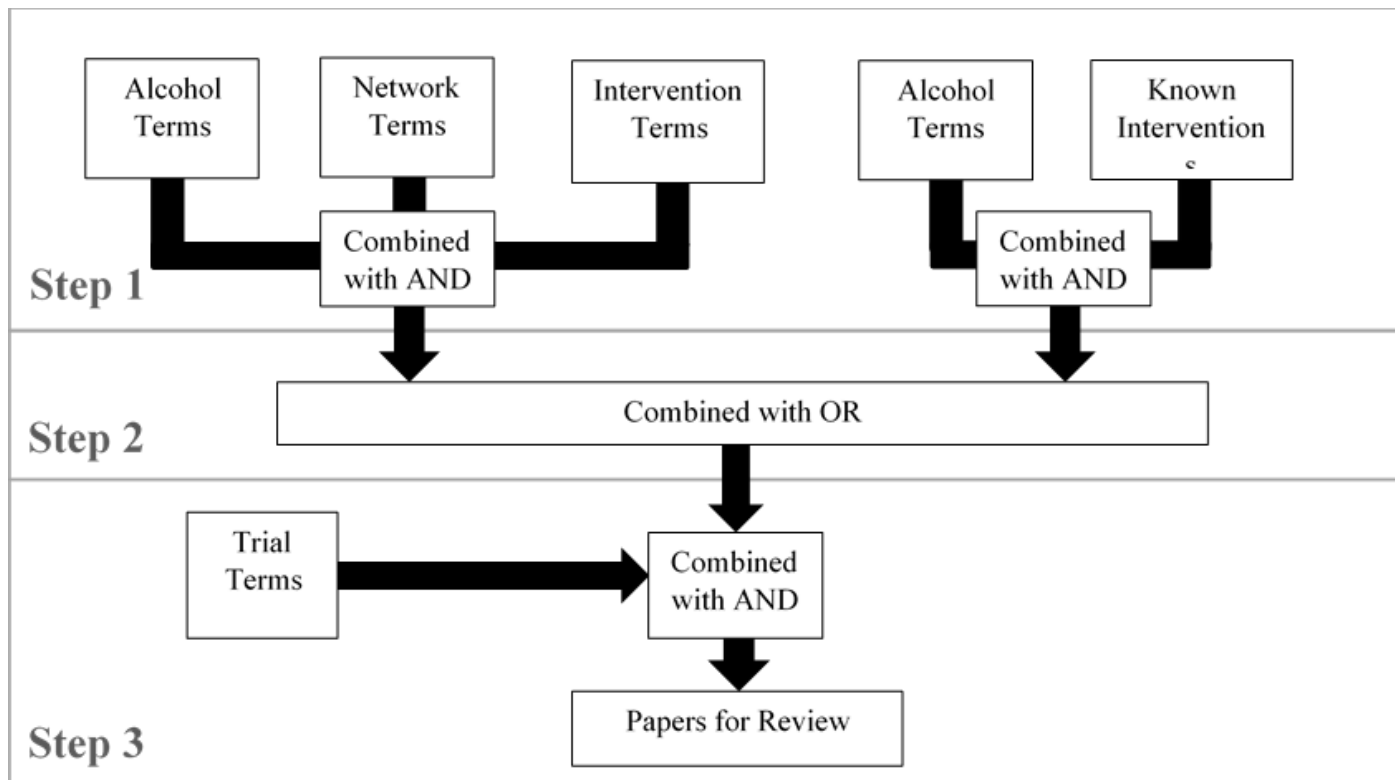 Alcohol
Terms
Network
Terms
Intervention
Terms
Alcohol
Terms
Known
Intervention
s
Combined
with AND
Combined
with AND
Step 1
Combined with OR
Step 2
Trial
Terms
Combined
with AND
Papers for Review
Step 3